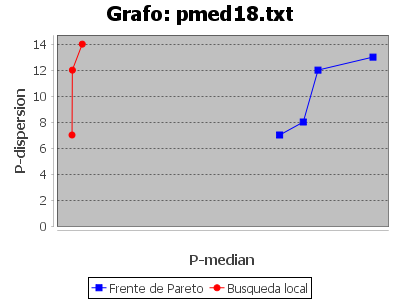 Grafo: pmed18.txt
P-dispersion
14
12
10
8
6
4
2
0
P-median
Frente de Pareto
Busqueda local